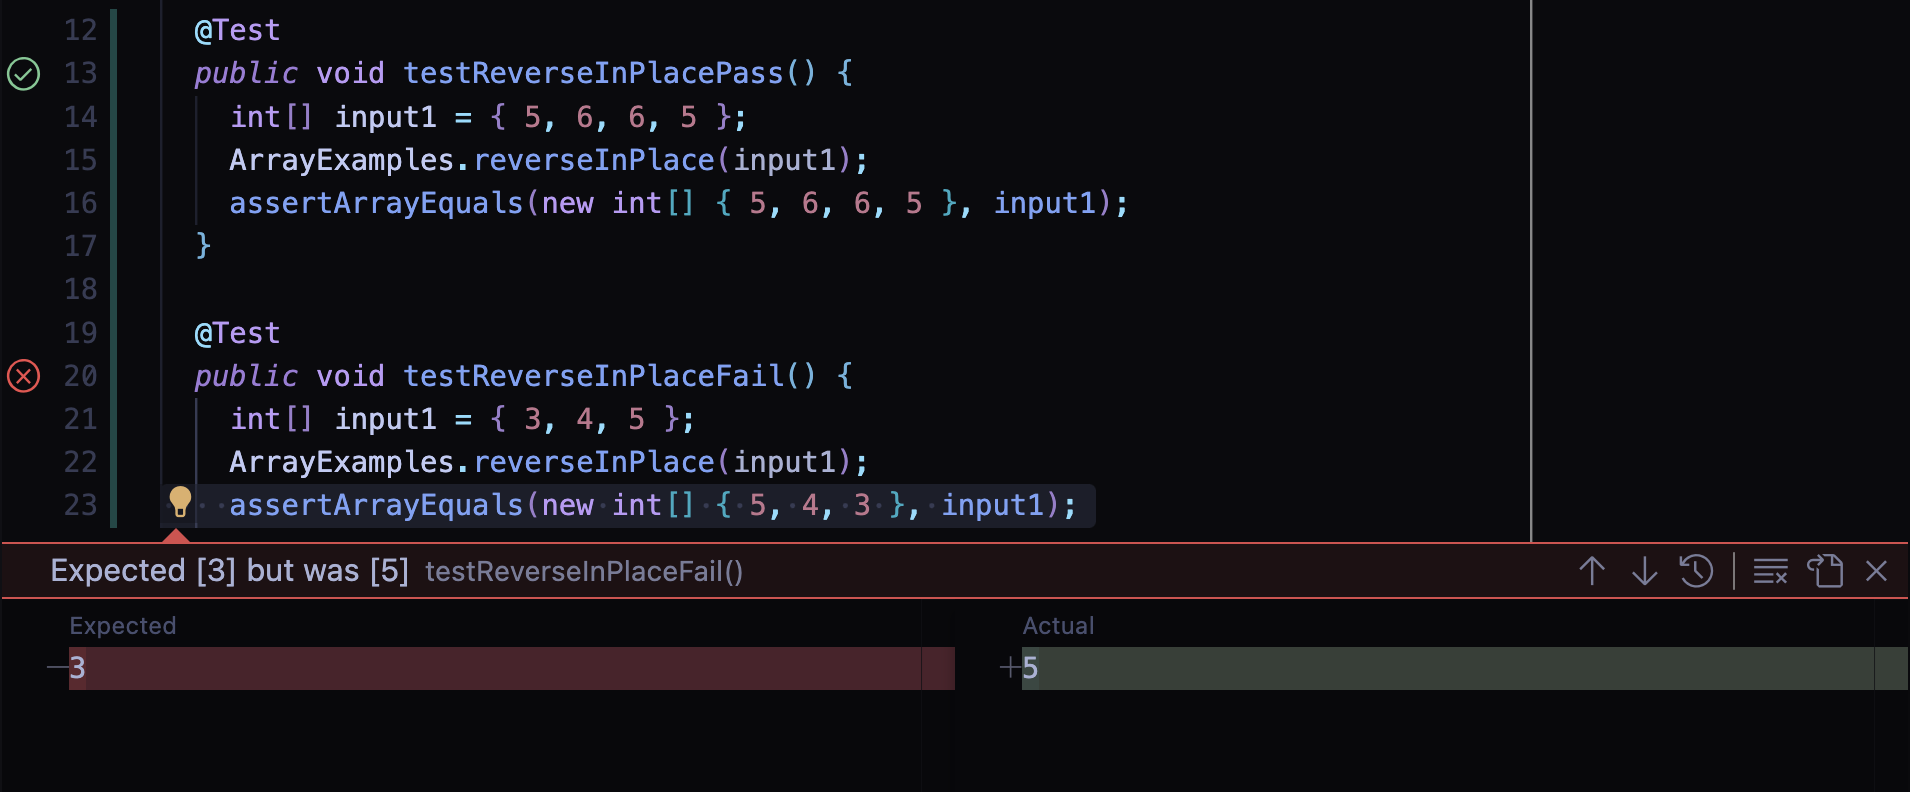 12 @Test
13 public void testReverseInPlacePass() {
14 int[] input1 = { 5, 6, 6, 5 };
15 ArrayExamples.reverseInPlace(input1);
16 assertArrayEquals(new int[] { 5, 6, 6, 5 }, input1);
17 }
18
19 @Test
20 public void testReverseInPlaceFail() {
21 int[] input1 = { 3, 4, 5 };
22 ArrayExamples.reverseInPlace(input1);
23 assertArrayEquals(new int[] { 5, 4, 3 }, input1);
Expected [3] but was [5] testReverseInPlaceFail()
Expected Actual
—3 +5